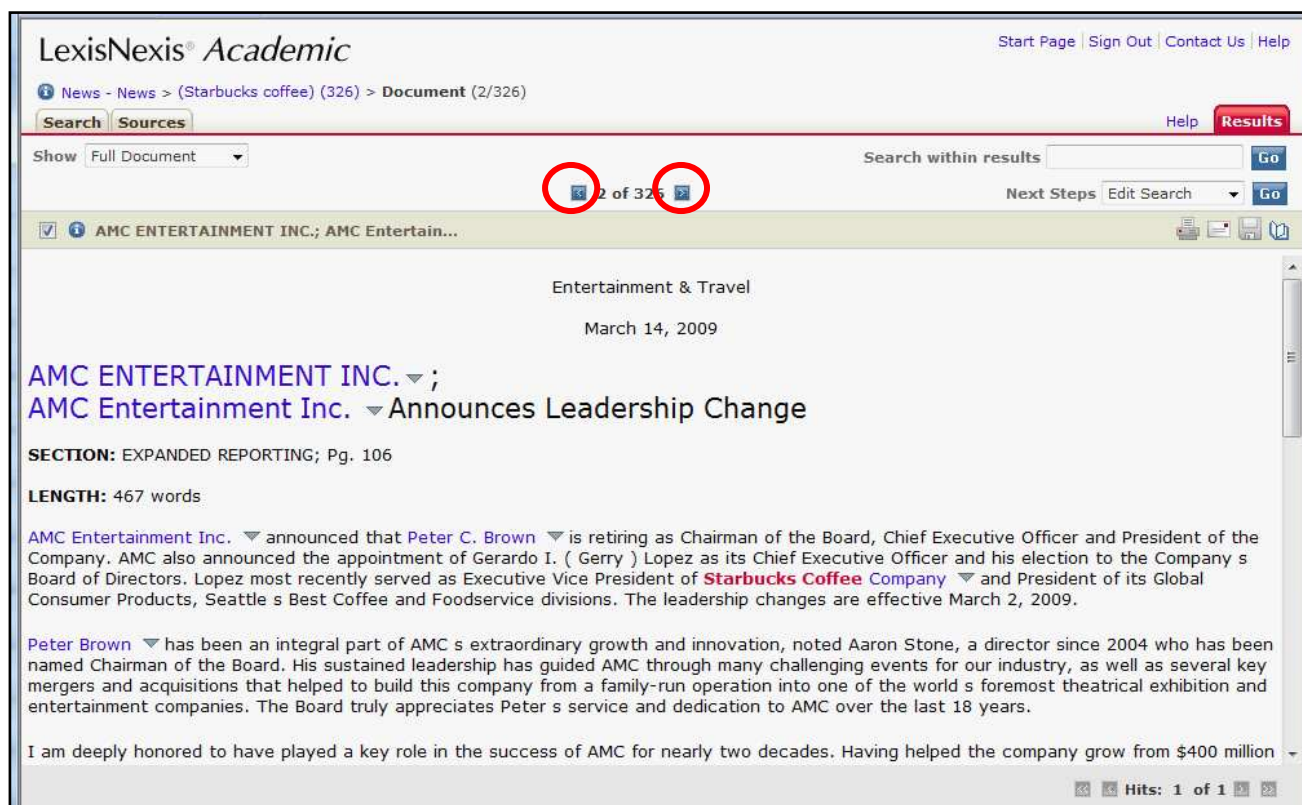 LexisNexis® Academic
Start Page | Sign Out | Contact Us | Help
News - News > (Starbucks coffee) (326) > Document (2/326)
Search Sources
Help Results
Show Full Document
Search within results Go
2 of 326
Next Steps Edit Search Go
AMC ENTERTAINMENT INC.; AMC Entertain...
Entertainment & Travel
March 14, 2009
AMC ENTERTAINMENT INC. ;
AMC Entertainment Inc. Announces Leadership Change
SECTION: EXPANDED REPORTING; Pg. 106
LENGTH: 467 words
AMC Entertainment Inc. announced that Peter C. Brown is retiring as Chairman of the Board, Chief Executive Officer and President of the
Company. AMC also announced the appointment of Gerardo I. ( Gerry ) Lopez as its Chief Executive Officer and his election to the Company s
Board of Directors. Lopez most recently served as Executive Vice President of Starbucks Coffee Company and President of its Global
Consumer Products, Seattle s Best Coffee and Foodservice divisions. The leadership changes are effective March 2, 2009.
Peter Brown has been an integral part of AMC s extraordinary growth and innovation, noted Aaron Stone, a director since 2004 who has been
named Chairman of the Board. His sustained leadership has guided AMC through many challenging events for our industry, as well as several key
mergers and acquisitions that helped to build this company from a family-run operation into one of the world s foremost theatrical exhibition and
entertainment companies. The Board truly appreciates Peter s service and dedication to AMC over the last 18 years.
I am deeply honored to have played a key role in the success of AMC for nearly two decades. Having helped the company grow from $400 million
Hits: 1 of 1